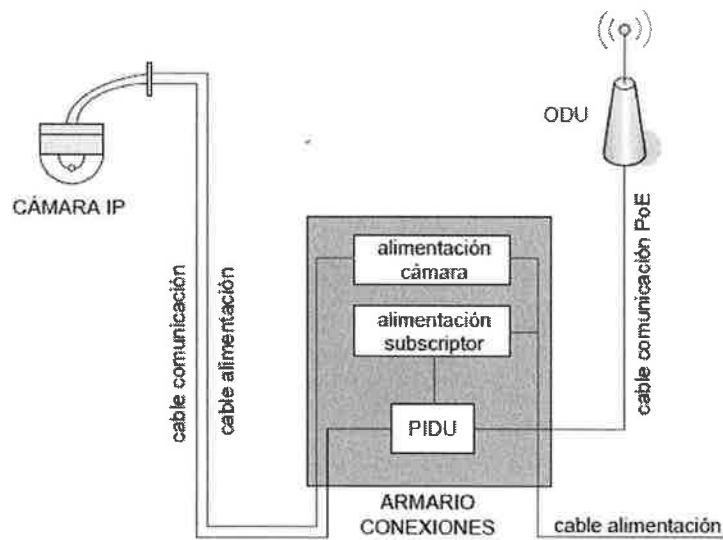 ODU
CÁMARA IP
cable comunicación
cable alimentación
alimentación
cámara
alimentación
subscriptor
PIDU
cable comunicación PoE
ARMARIO
CONEXIONES
cable alimentación